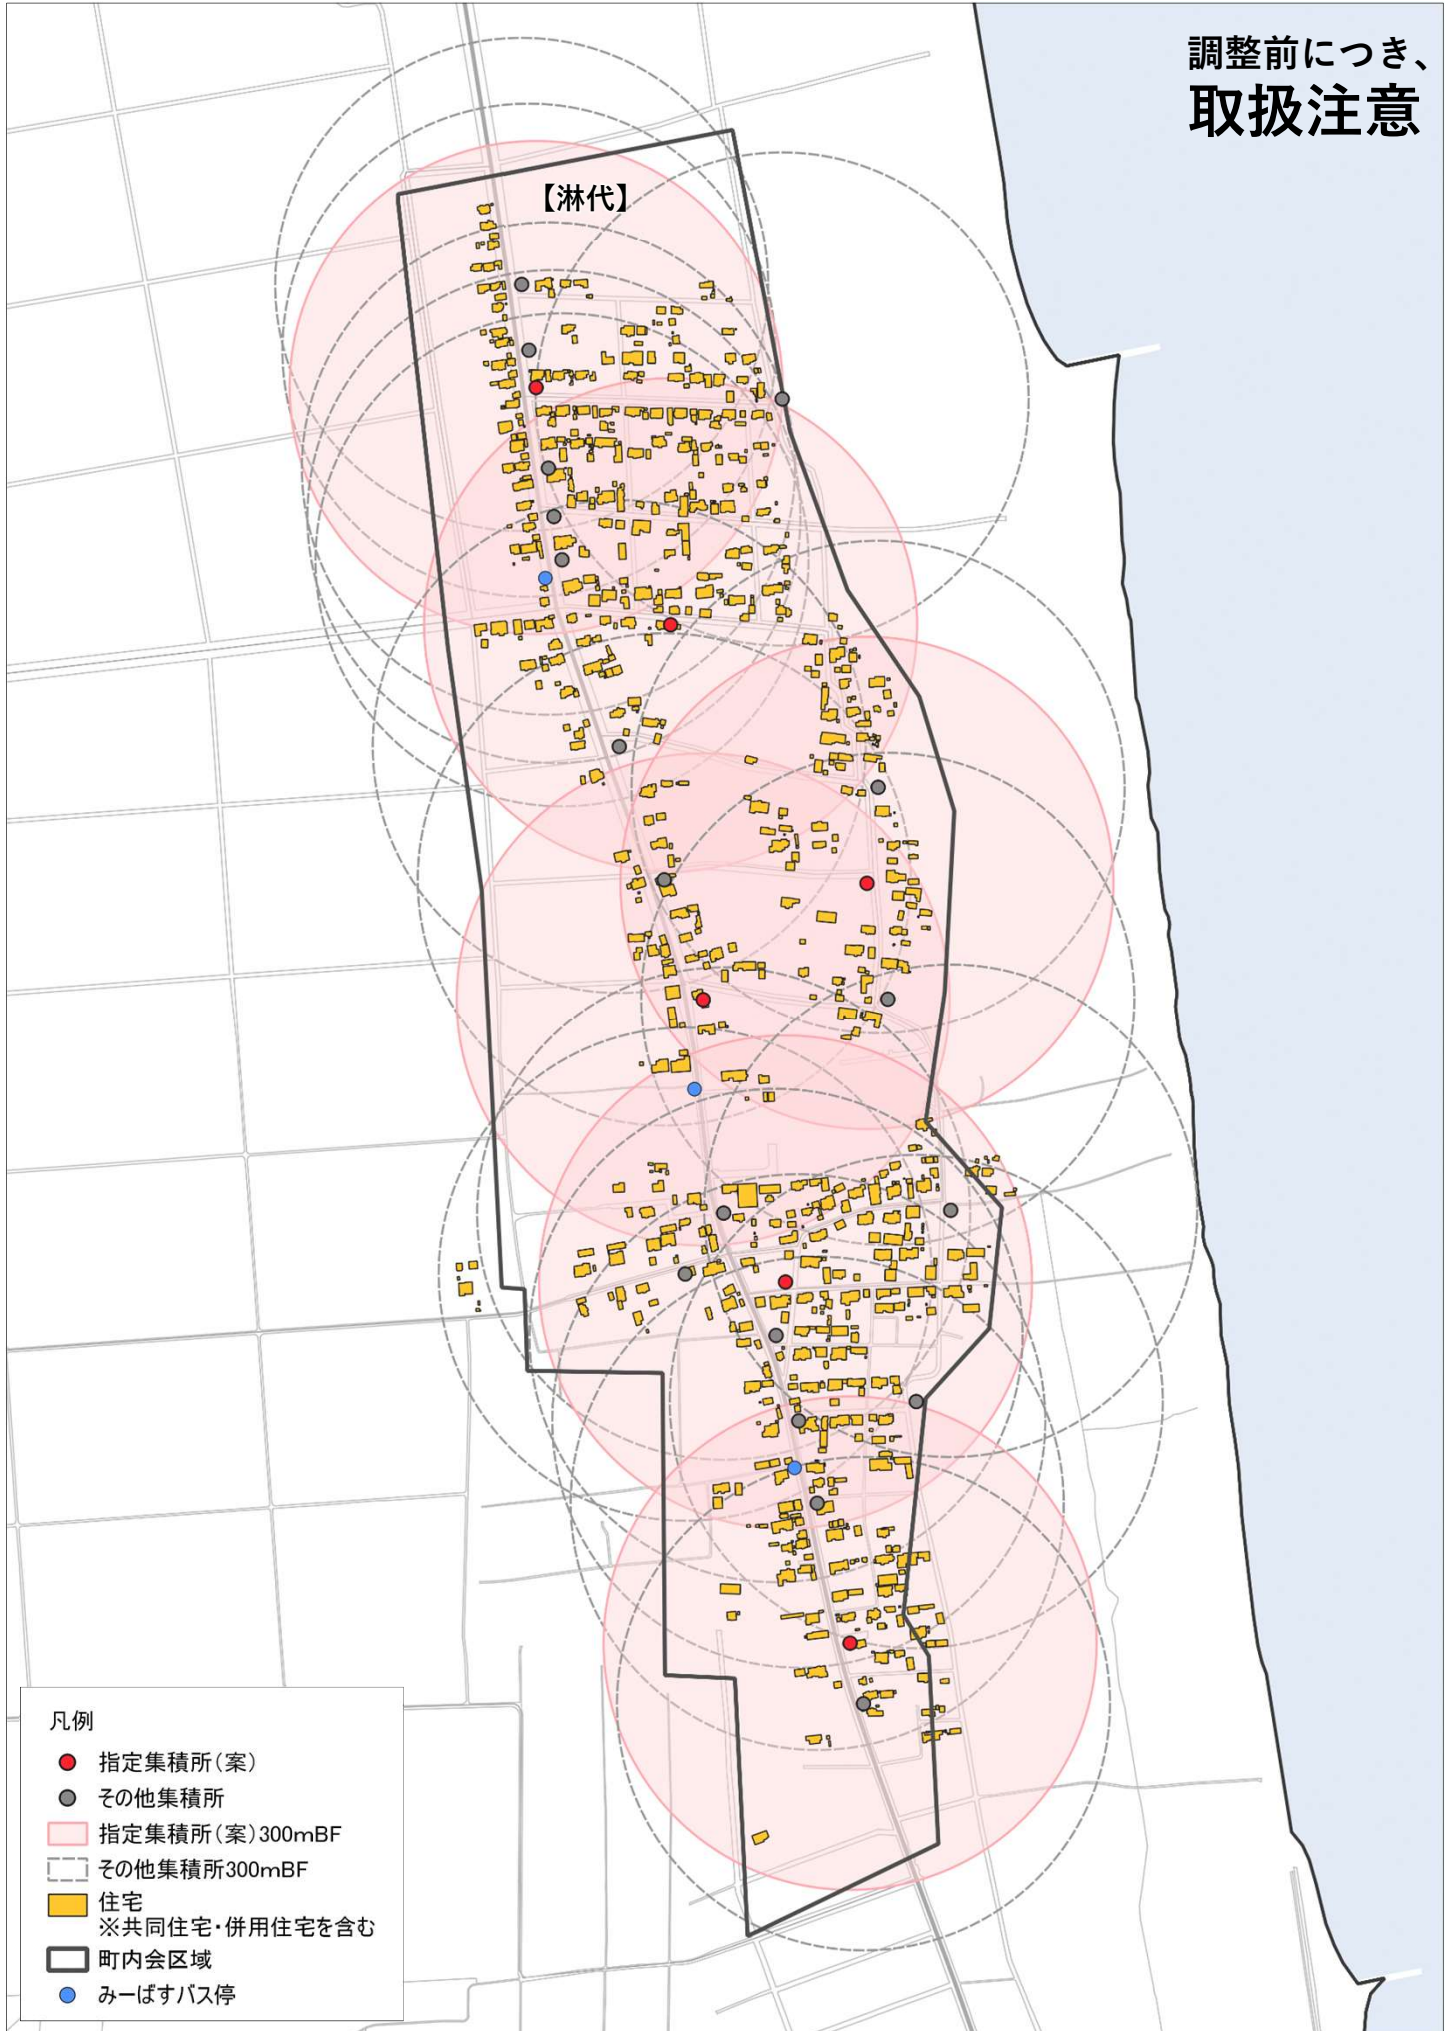 調整前につき、
取扱注意
【淋代】
凡例
指定集積所(案)
その他集積所
指定集積所(案)300mBF
その他集積所300mBF
住宅
※共同住宅・併用住宅を含む
町内会区域
みーばすバス停